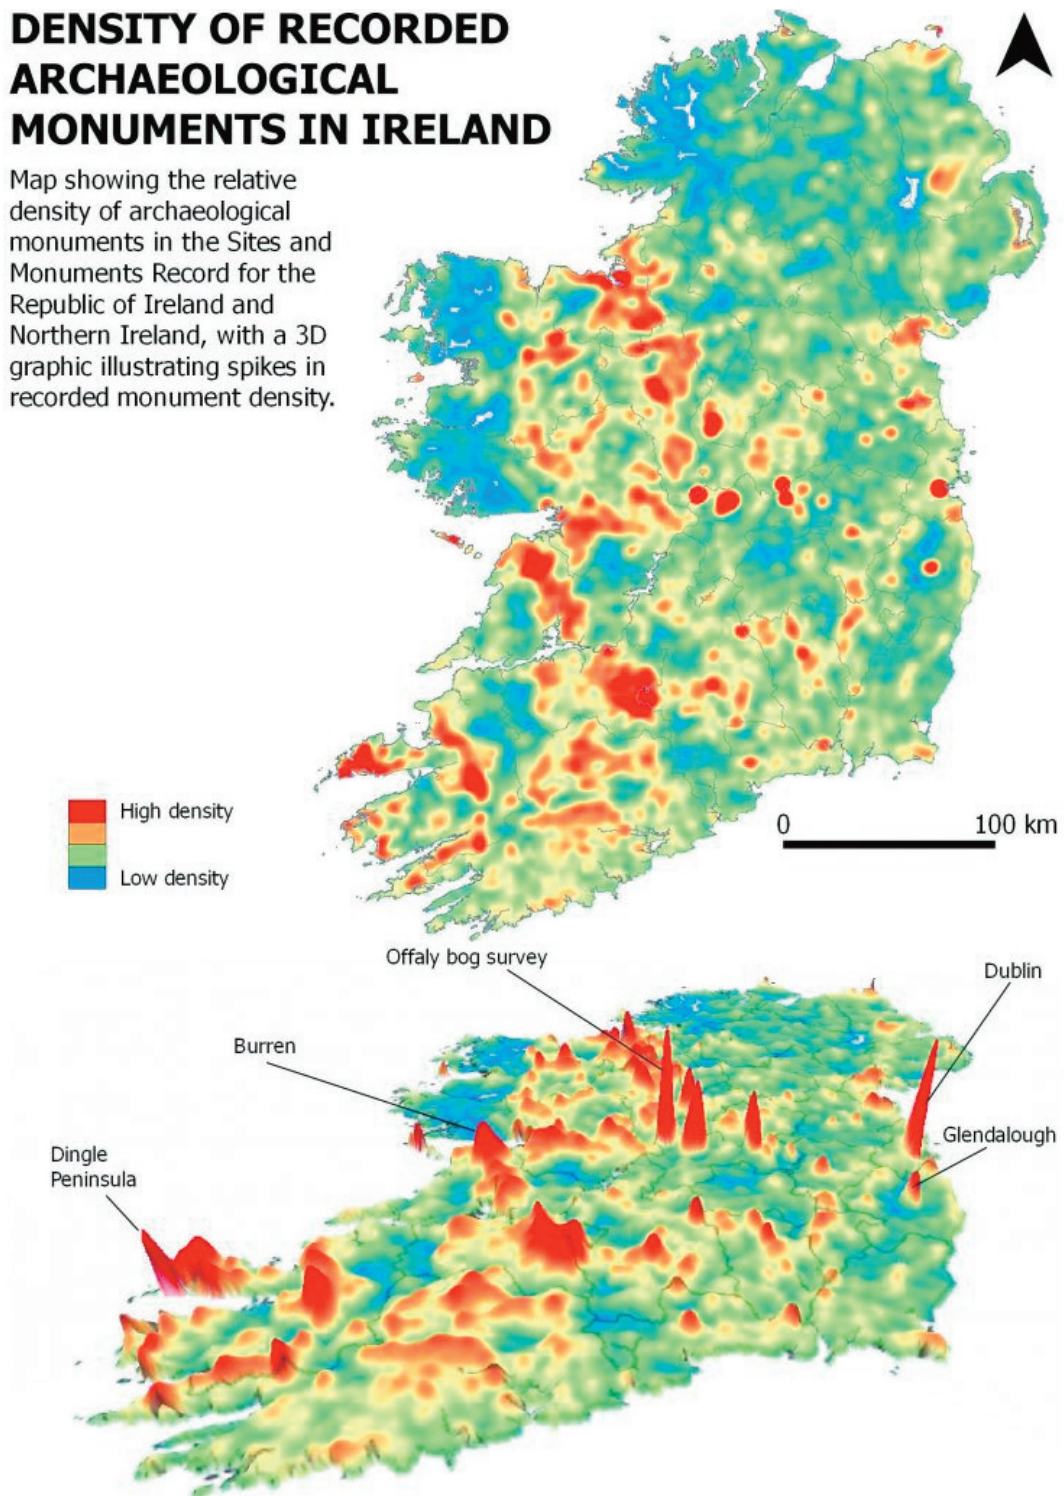 DENSITY OF RECORDED
ARCHAEOLOGICAL
MONUMENTS IN IRELAND
Map showing the relative
density of archaeological
monuments in the Sites and
Monuments Record for the
Republic of Ireland and
Northern Ireland, with a 3D
graphic illustrating spikes in
recorded monument density.
High density
Low density
0 100 km
Offaly bog survey
Dublin
Burren
Glendalough
Dingle
Peninsula